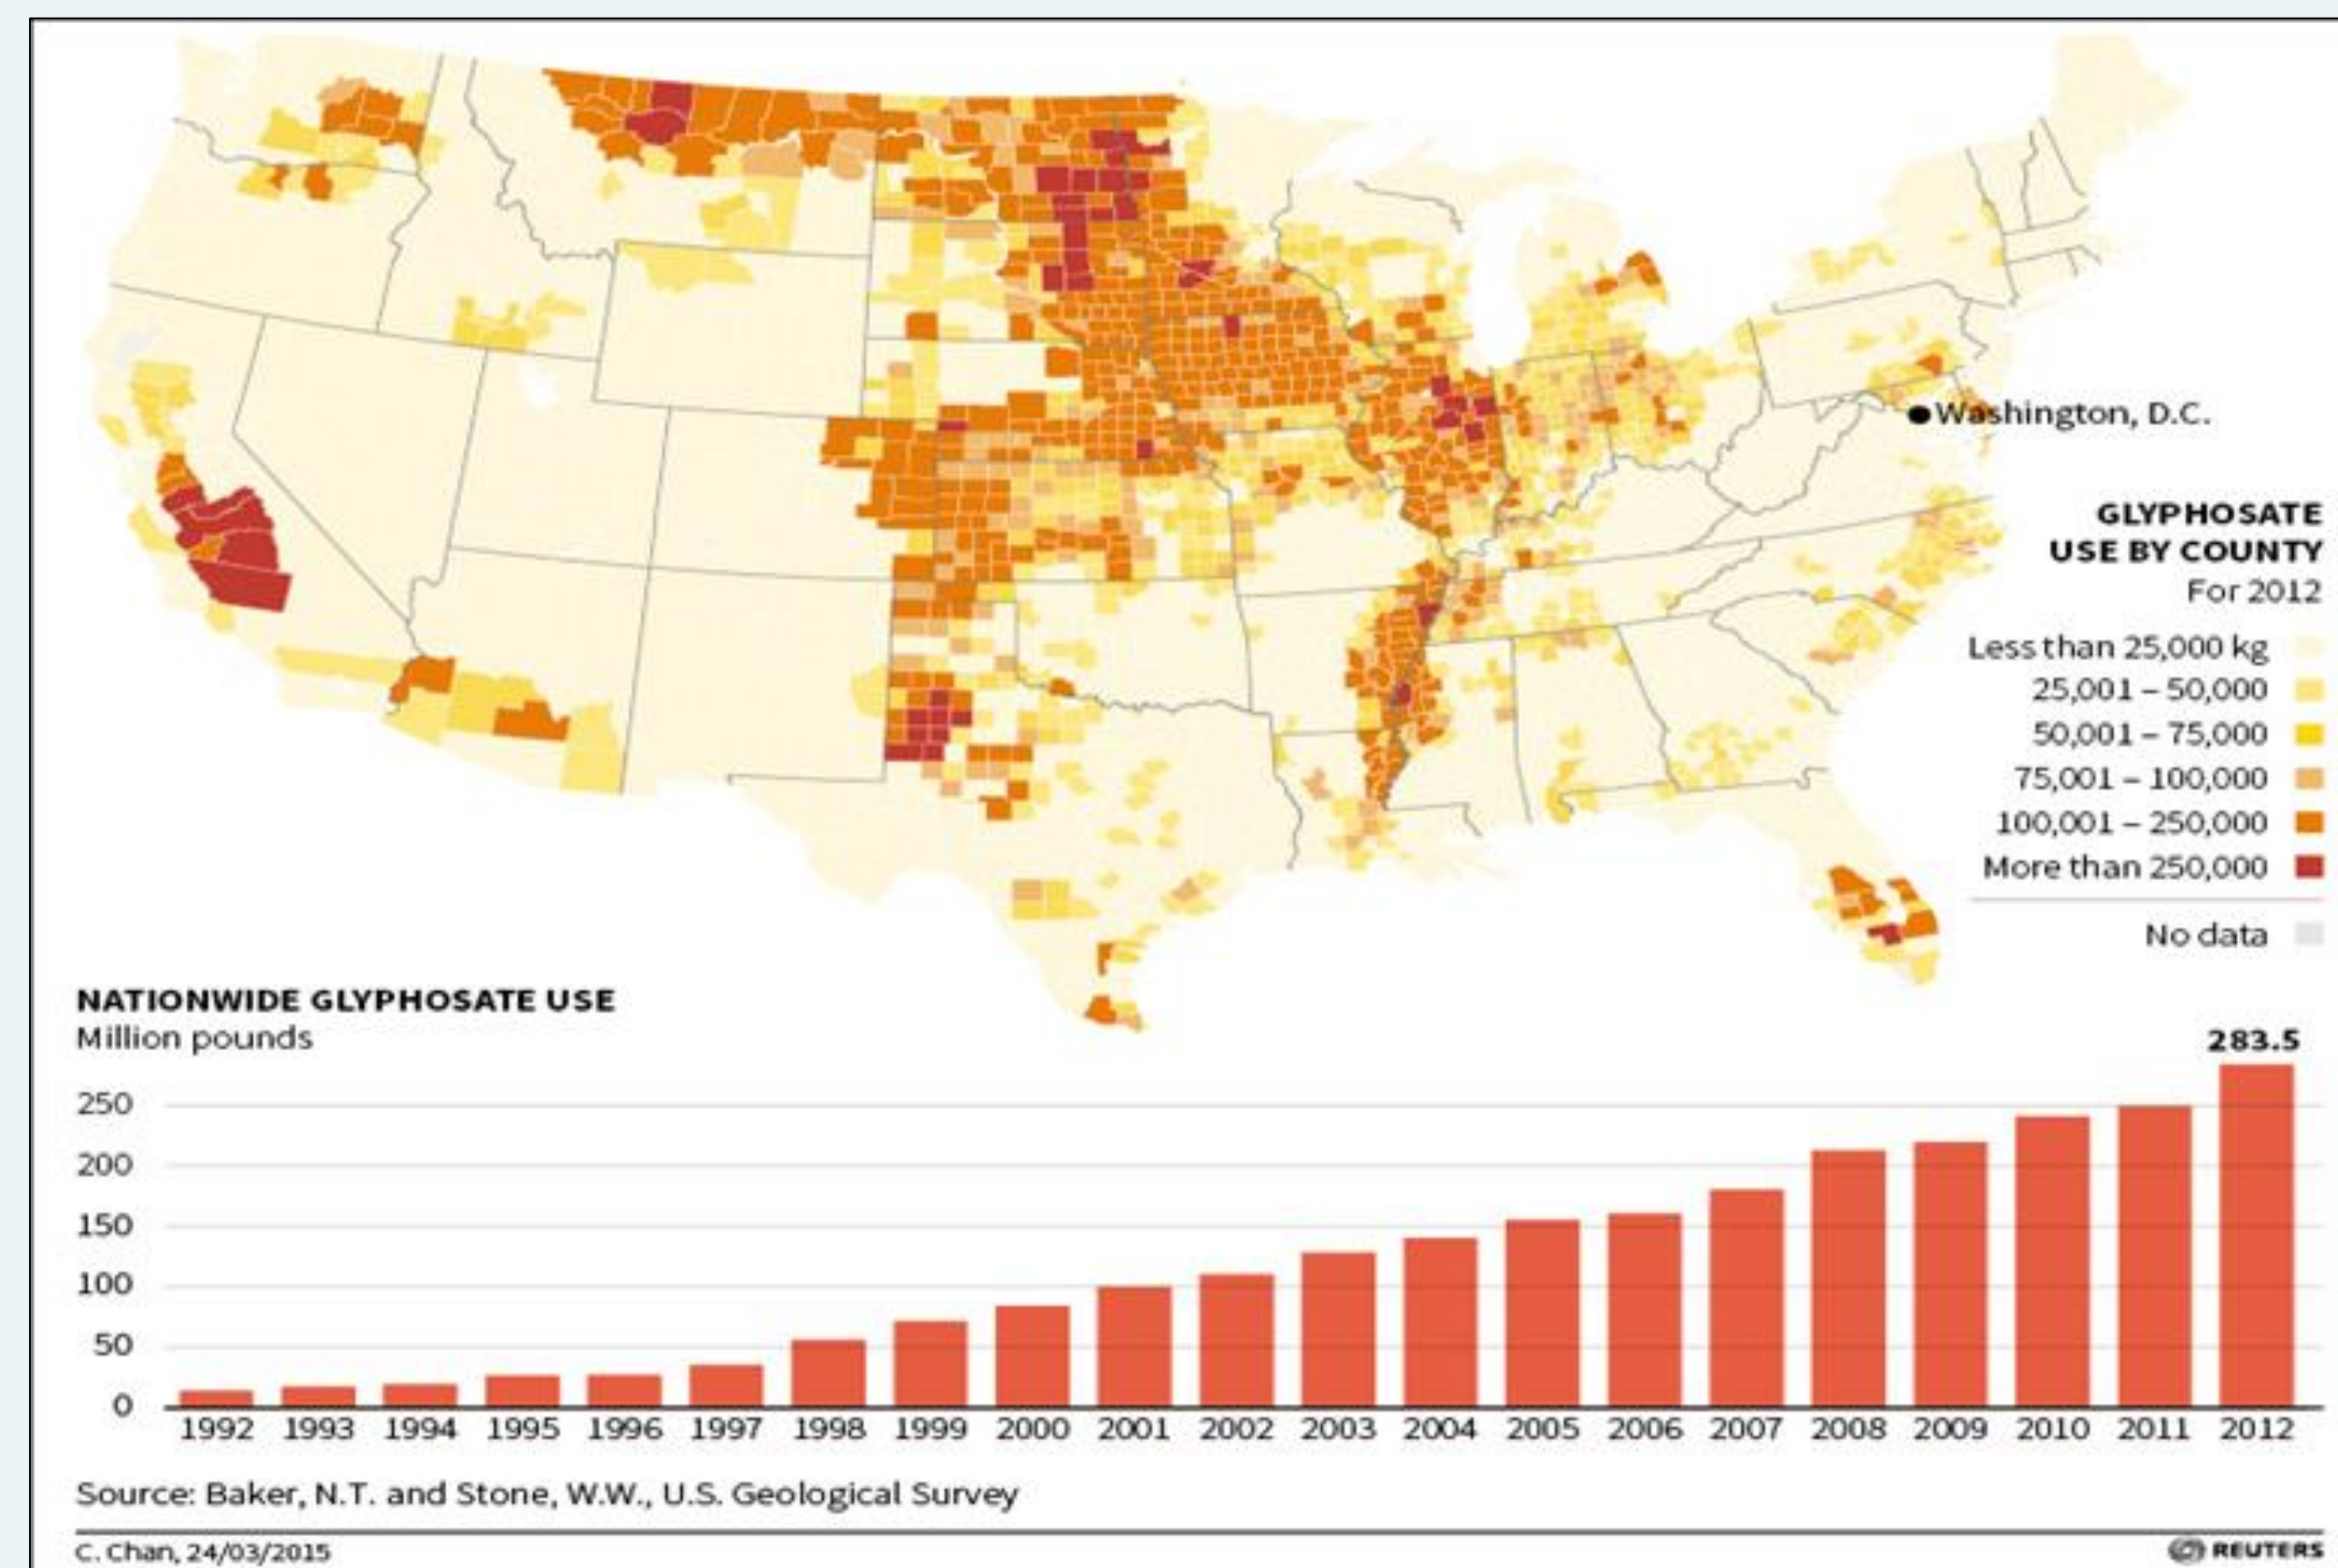 Washington, D.C.
GLYPHOSATE
USE BY COUNTY
For 2012
Less than 25,000 kg
25,001 – 50,000
50,001 – 75,000
75,001 – 100,000
100,001 – 250,000
More than 250,000
No data
NATIONWIDE GLYPHOSATE USE
Million pounds
283.5
250
200
150
100
50
0
1992 1993 1994 1995 1996 1997 1998 1999 2000 2001 2002 2003 2004 2005 2006 2007 2008 2009 2010 2011 2012
Source: Baker, N.T. and Stone, W.W., U.S. Geological Survey
C. Chan, 24/03/2015 REUTERS